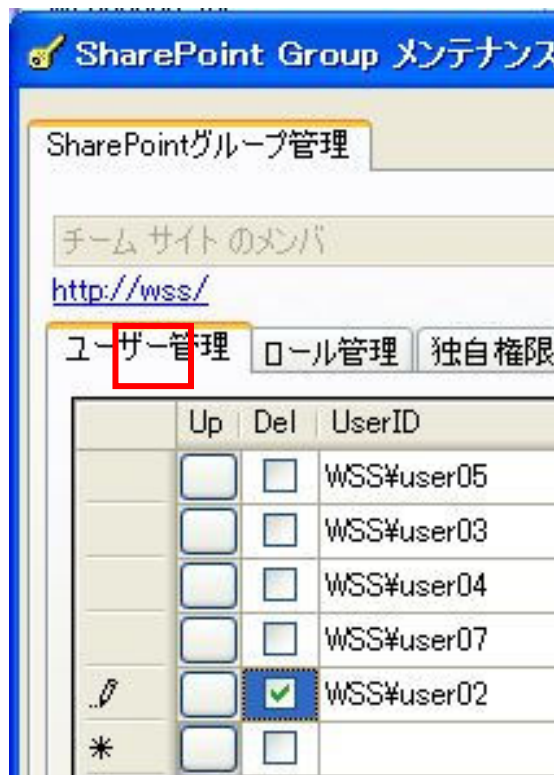 SharePoint Group メンテナンス
SharePointグループ管理
チーム サイト のメンバ
http://wss/
ユーザー管理 ロール管理 独自権限
Up Del UserID
WSS¥user05
WSS¥user03
WSS¥user04
WSS¥user07
WSS¥user02